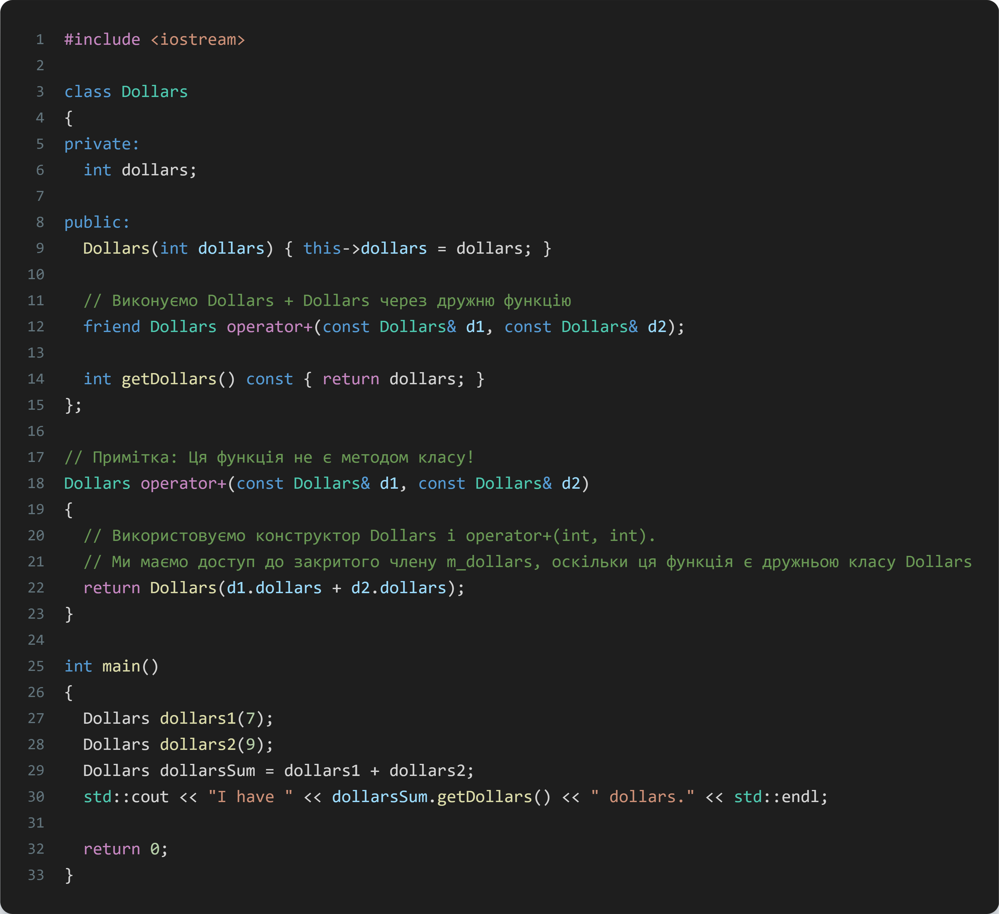 1 #include <iostream>
2
3 class Dollars
4 {
5 private:
6   int dollars;
7
8 public:
9   Dollars(int dollars) { this->dollars = dollars; }
10
11   // Виконуємо Dollars + Dollars через дружню функцію
12   friend Dollars operator+(const Dollars& d1, const Dollars& d2);
13
14   int getDollars() const { return dollars; }
15 };
16
17 // Примітка: Ця функція не є методом класу!
18 Dollars operator+(const Dollars& d1, const Dollars& d2)
19 {
20   // Використовуємо конструктор Dollars і operator+(int, int).
21   // Ми маємо доступ до закритого члену m_dollars, оскільки ця функція є дружньою класу Dollars
22   return Dollars(d1.dollars + d2.dollars);
23 }
24
25 int main()
26 {
27   Dollars dollars1(7);
28   Dollars dollars2(9);
29   Dollars dollarsSum = dollars1 + dollars2;
30   std::cout << "I have " << dollarsSum.getDollars() << " dollars." << std::endl;
31
32   return 0;
33 }